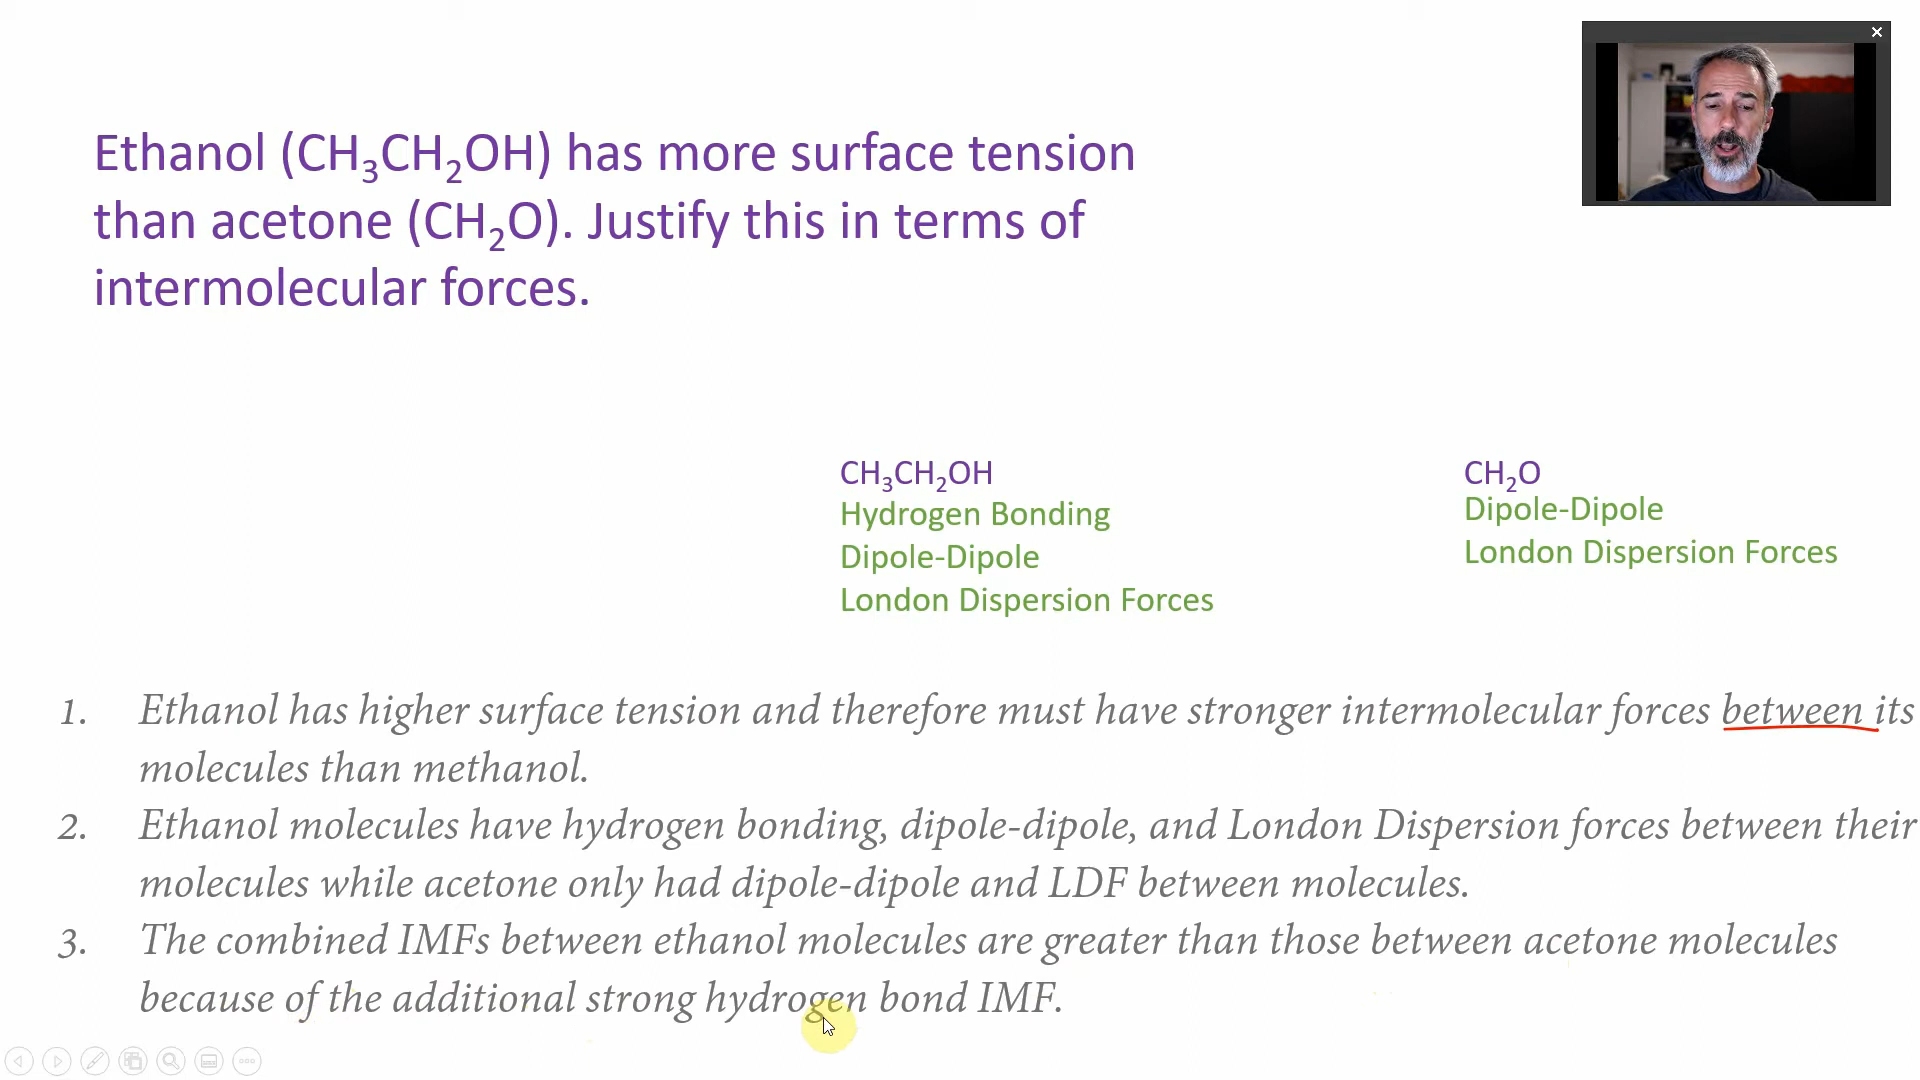 Ethanol (CH₃CH₂OH) has more surface tension
than acetone (CH₂O). Justify this in terms of
intermolecular forces.
CH₃CH₂OH
Hydrogen Bonding
Dipole-Dipole
London Dispersion Forces
CH₂O
Dipole-Dipole
London Dispersion Forces
1. Ethanol has higher surface tension and therefore must have stronger intermolecular forces between its
molecules than methanol.
2. Ethanol molecules have hydrogen bonding, dipole-dipole, and London Dispersion forces between their
molecules while acetone only had dipole-dipole and LDF between molecules.
3. The combined IMFs between ethanol molecules are greater than those between acetone molecules
because of the additional strong hydrogen bond IMF.